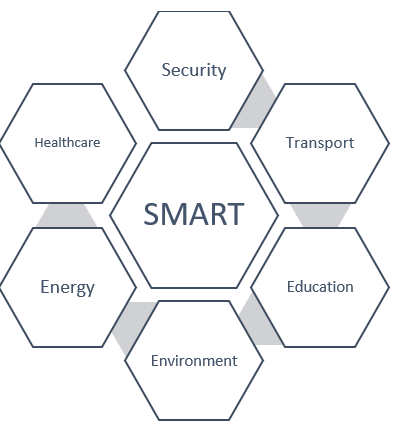 Security
Healthcare
Transport
SMART
Energy
Education
Environment